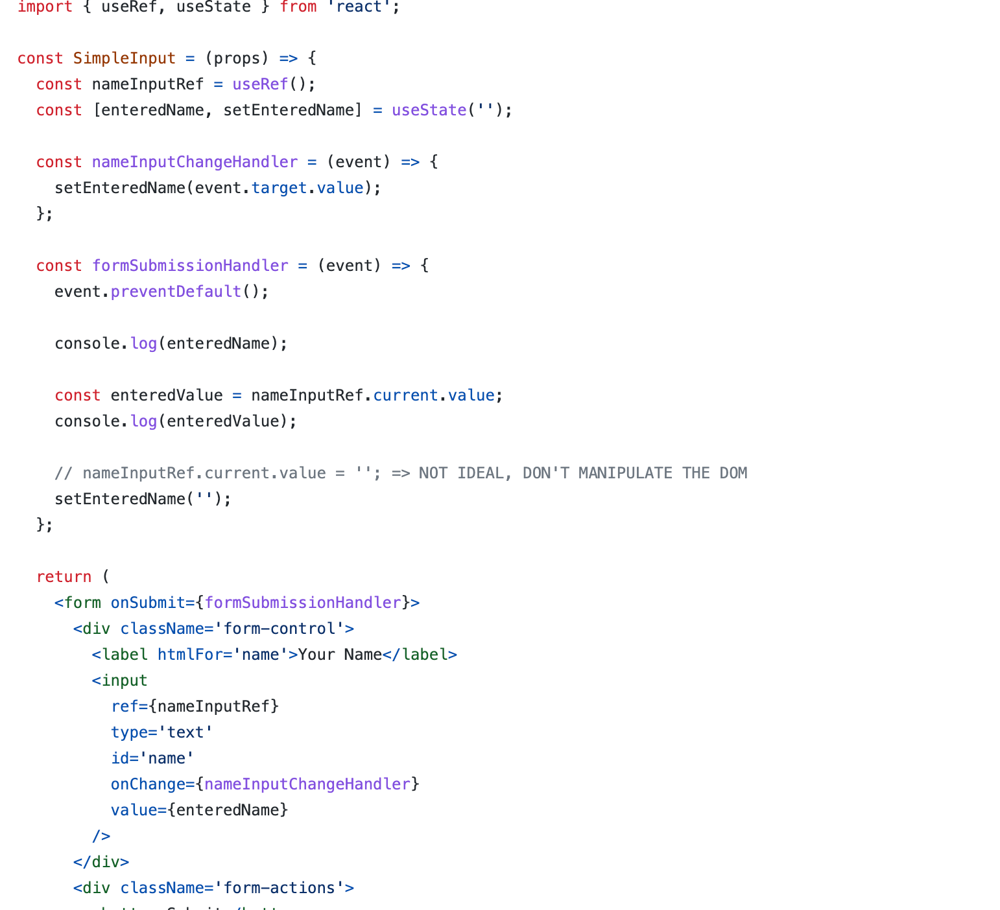 import { useRef, useState } from 'react';
const SimpleInput = (props) => {
const nameInputRef = useRef();
const [enteredName, setEnteredName] = useState('');
const nameInputChangeHandler = (event) => {
setEnteredName(event.target.value);
};
const formSubmissionHandler = (event) => {
event.preventDefault();
console.log(enteredName);
const enteredValue = nameInputRef.current.value;
console.log(enteredValue);
// nameInputRef.current.value = ''; => NOT IDEAL, DON'T MANIPULATE THE DOM
setEnteredName('');
};
return (
<form onSubmit={formSubmissionHandler}>
<div className='form-control'>
<label htmlFor='name'>Your Name</label>
<input
ref={nameInputRef}
type='text'
id='name'
onChange={nameInputChangeHandler}
value={enteredName}
/>
</div>
<div className='form-actions'>